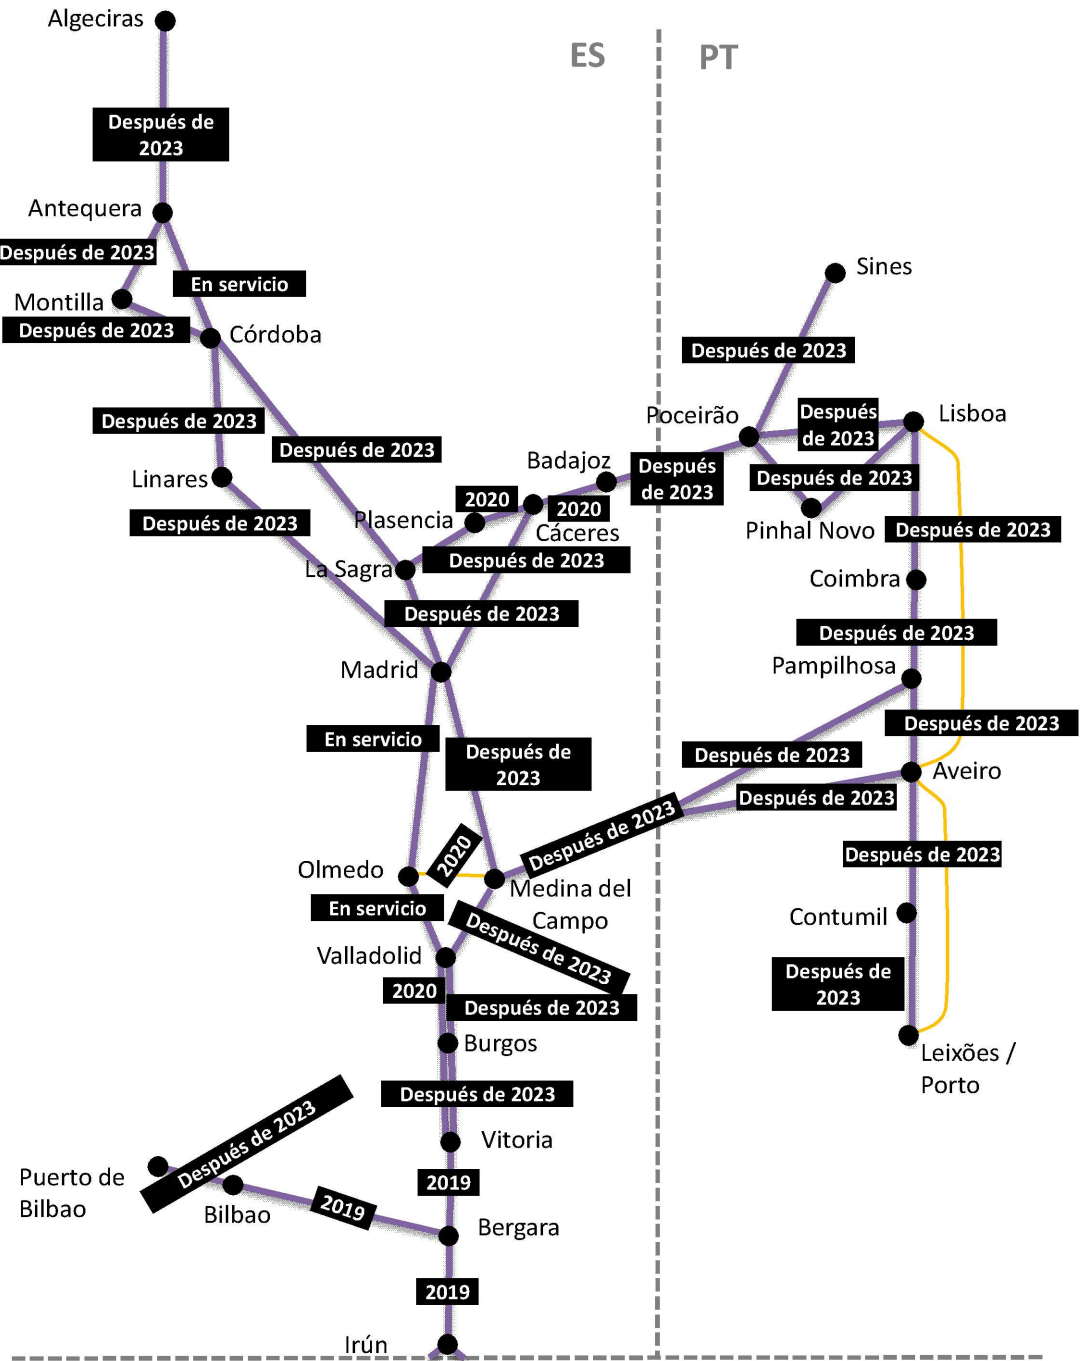 Algeciras
ES
PT
Después de
2023
Antequera
Después de 2023
En servicio
Sines
Montilla
Después de 2023
Córdoba
Después de 2023
Poceirão
Después
de 2023
Lisboa
Después de 2023
Después de 2023
Badajoz
Después
de 2023
Después de 2023
Linares
2020
2020
Plasencia
Cáceres
Después de 2023
Pinhal Novo
Después de 2023
Después de 2023
La Sagra
Coimbra
Después de 2023
Después de 2023
Madrid
Pampilhosa
En servicio
Después de
2023
Después de 2023
Después de 2023
Aveiro
Después de 2023
Después de 2023
2020
Después de 2023
Olmedo
Medina del
Campo
En servicio
Después de 2023
Contumil
Valladolid
2020
Después de 2023
Después de
2023
Burgos
Leixões /
Porto
Después de 2023
Después de 2023
Vitoria
Puerto de
Bilbao
2019
Bilbao
2019
Bergara
2019
Irún